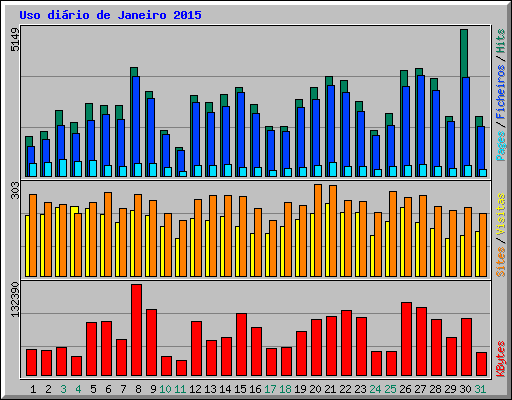 Uso diário de Janeiro 2015
5149
303
132390
Pages / Ficheiros / Hits
Sites / Visitas
KBytes
1 2 3 4 5 6 7 8 9 10 11 12 13 14 15 16 17 18 19 20 21 22 23 24 25 26 27 28 29 30 31